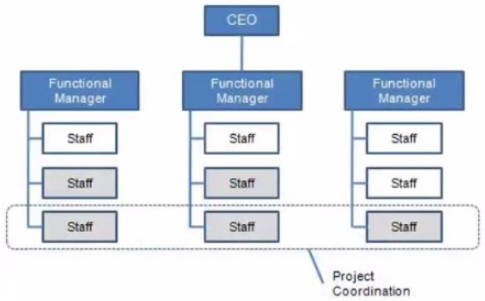 CEO
Functional
Manager
Functional
Manager
Functional
Manager
Staff
Staff
Staff
Staff
Staff
Staff
Staff
Staff
Staff
Project
Coordination